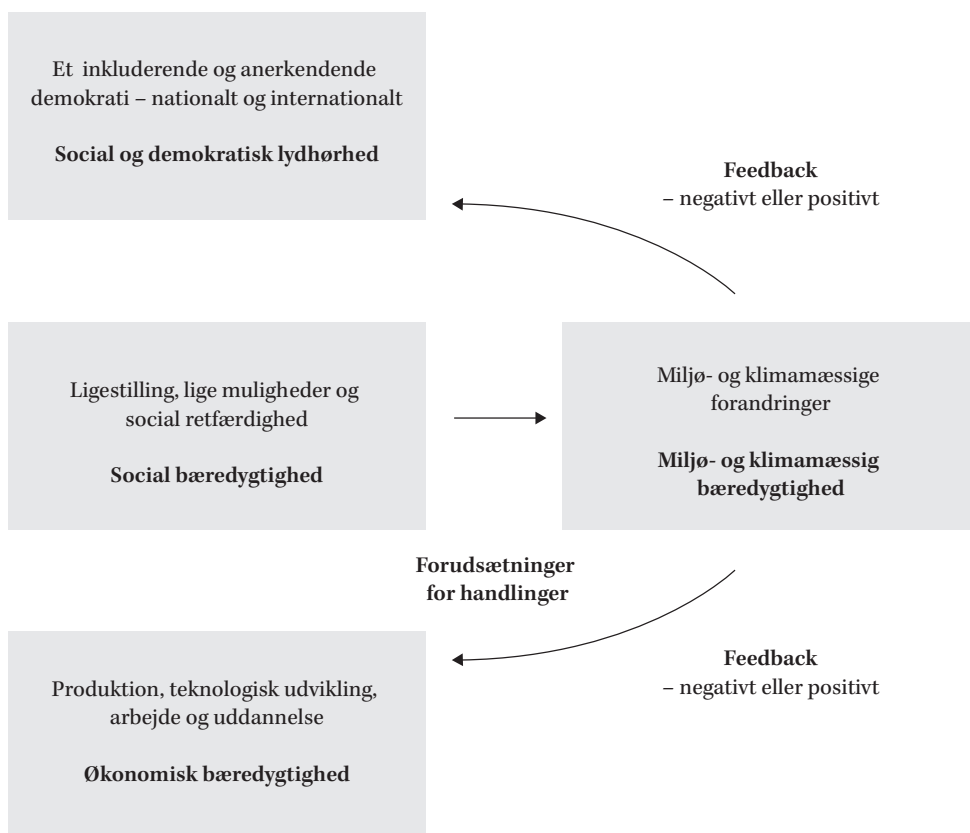 Et inkluderende og anerkendende
demokrati – nationalt og internationalt
Social og demokratisk lydhørhed
Feedback
– negativt eller positivt
Ligestilling, lige muligheder og
social retfærdighed
Social bæredygtighed
Miljø- og klimamæssige
forandringer
Miljø- og klimamæssig
bæredygtighed
Forudsætninger
for handlinger
Produktion, teknologisk udvikling,
arbejde og uddannelse
Økonomisk bæredygtighed
Feedback
– negativt eller positivt